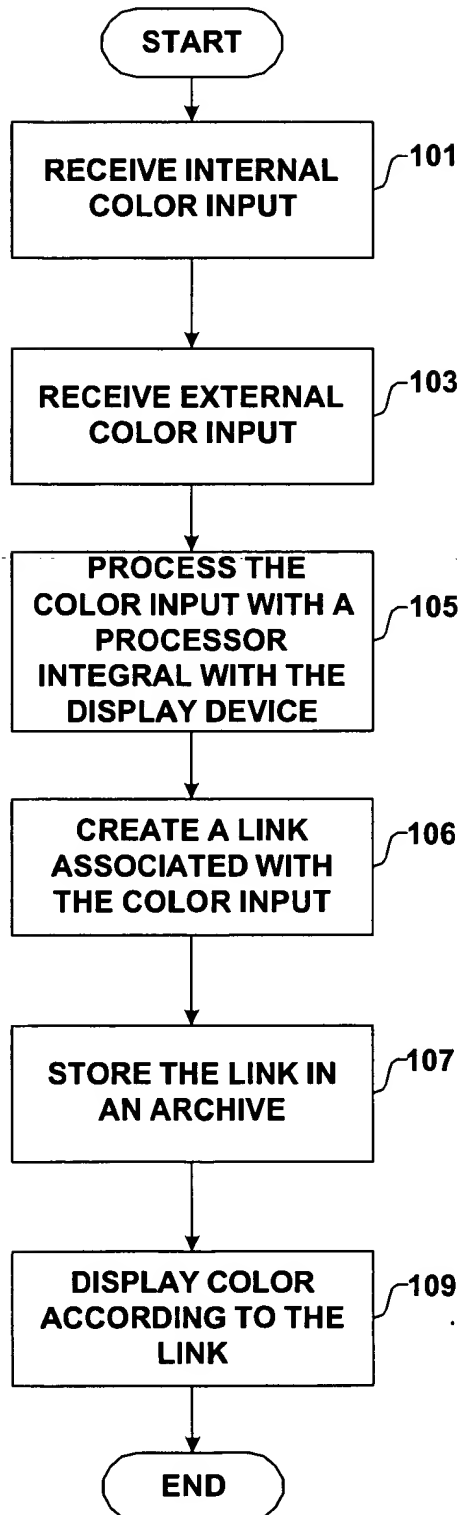 START
RECEIVE INTERNAL
COLOR INPUT
101
RECEIVE EXTERNAL
COLOR INPUT
103
PROCESS THE
COLOR INPUT WITH A
PROCESSOR
INTEGRAL WITH THE
DISPLAY DEVICE
105
CREATE A LINK
ASSOCIATED WITH
THE COLOR INPUT
106
STORE THE LINK IN
AN ARCHIVE
107
DISPLAY COLOR
ACCORDING TO THE
LINK
109
END